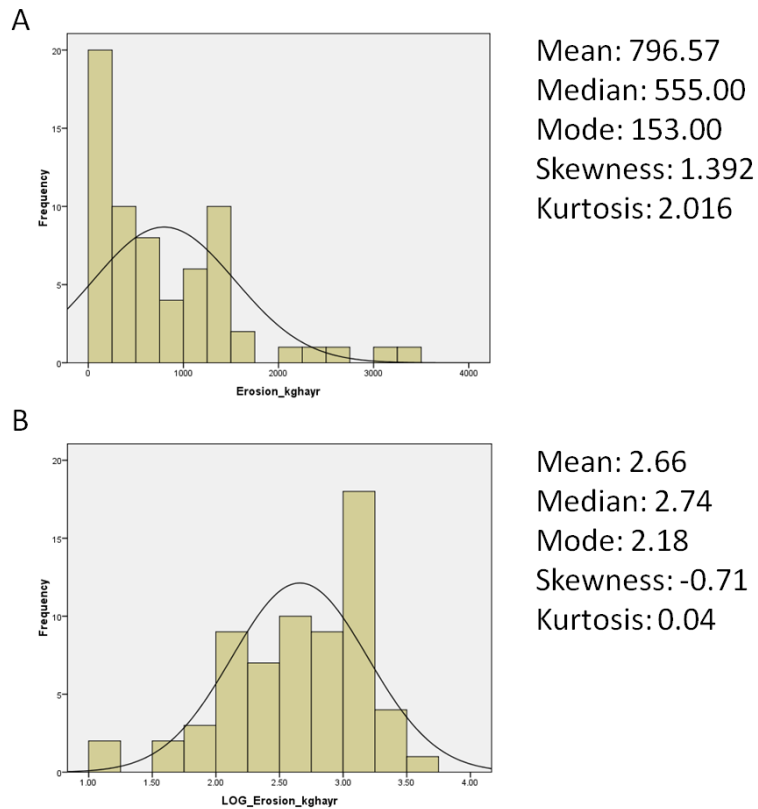 A
20
15
10
5
0
Frequency
0 1000 2000 3000 4000
Erosion_kghayr
Mean: 796.57
Median: 555.00
Mode: 153.00
Skewness: 1.392
Kurtosis: 2.016
B
20
15
10
5
0
Frequency
1.00 1.50 2.00 2.50 3.00 3.50 4.00
LOG_Erosion_kghayr
Mean: 2.66
Median: 2.74
Mode: 2.18
Skewness: -0.71
Kurtosis: 0.04